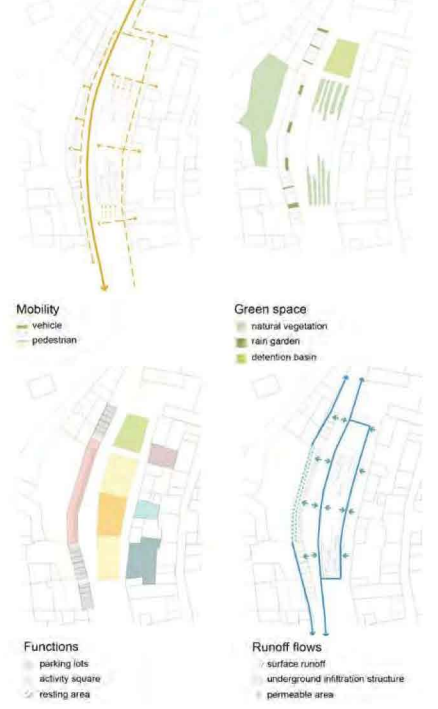 Mobility
vehicle
pedestrian
Green space
natural vegetation
rain garden
detention basin
Functions
parking lots
activity square
resting area
Runoff flows
surface runoff
underground infiltration structure
permeable area